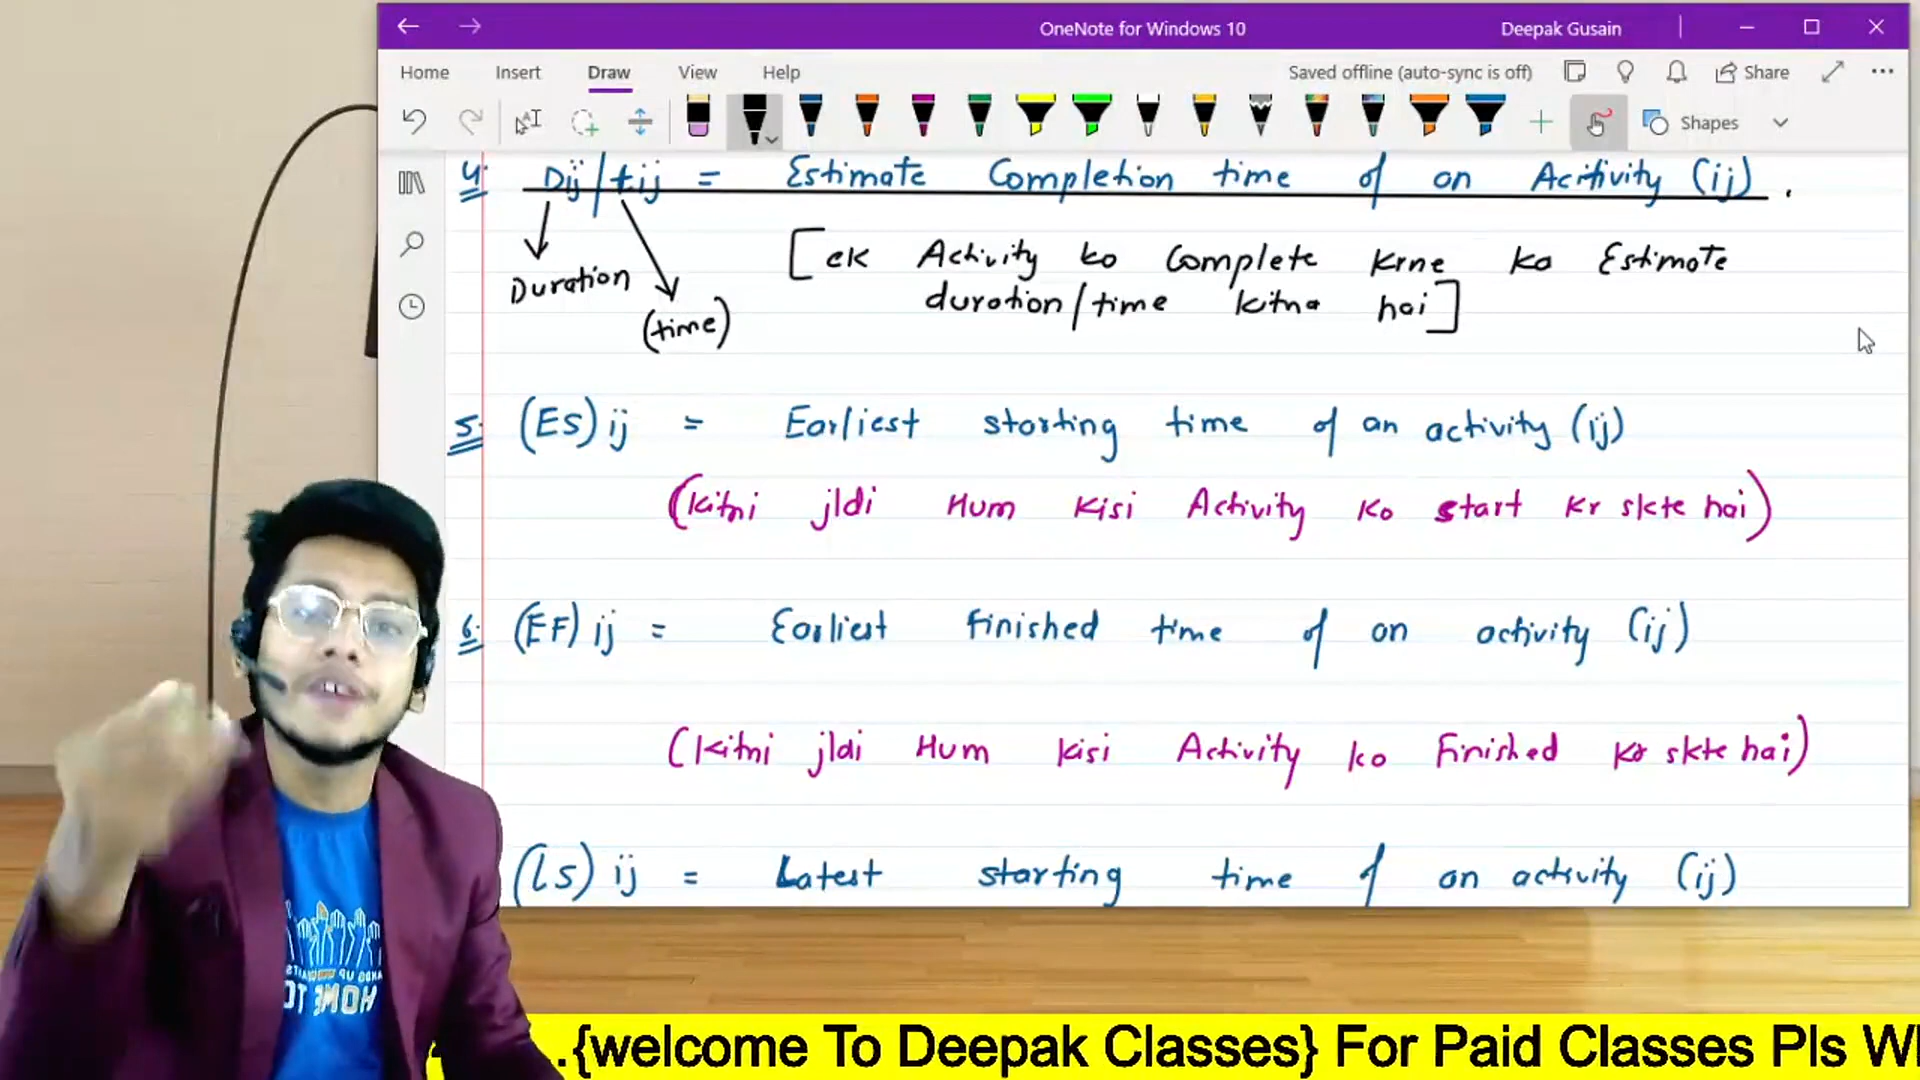 OneNote for Windows 10
Deepak Gusain
Home Insert Draw View Help
Saved offline (auto-sync is off)
Share
Shapes
4. Dij/tij = Estimate Completion time of an Acitivity (ij).
Duration
(time)
[ek Activity ko Complete krne ka Estimate
duration/time kitna hai]
5. (ES) ij = Earliest starting time of an activity (ij)
(kitni jldi Hum kisi Activity ko start kr skte hai)
6. (EF) ij = Earliest Finished time of an activity (ij)
(kitni jldi Hum kisi Activity ko Finished kr skte hai)
(LS) ij = Latest starting time of an activity (ij)
HOME TO
..{welcome To Deepak Classes} For Paid Classes Pls W